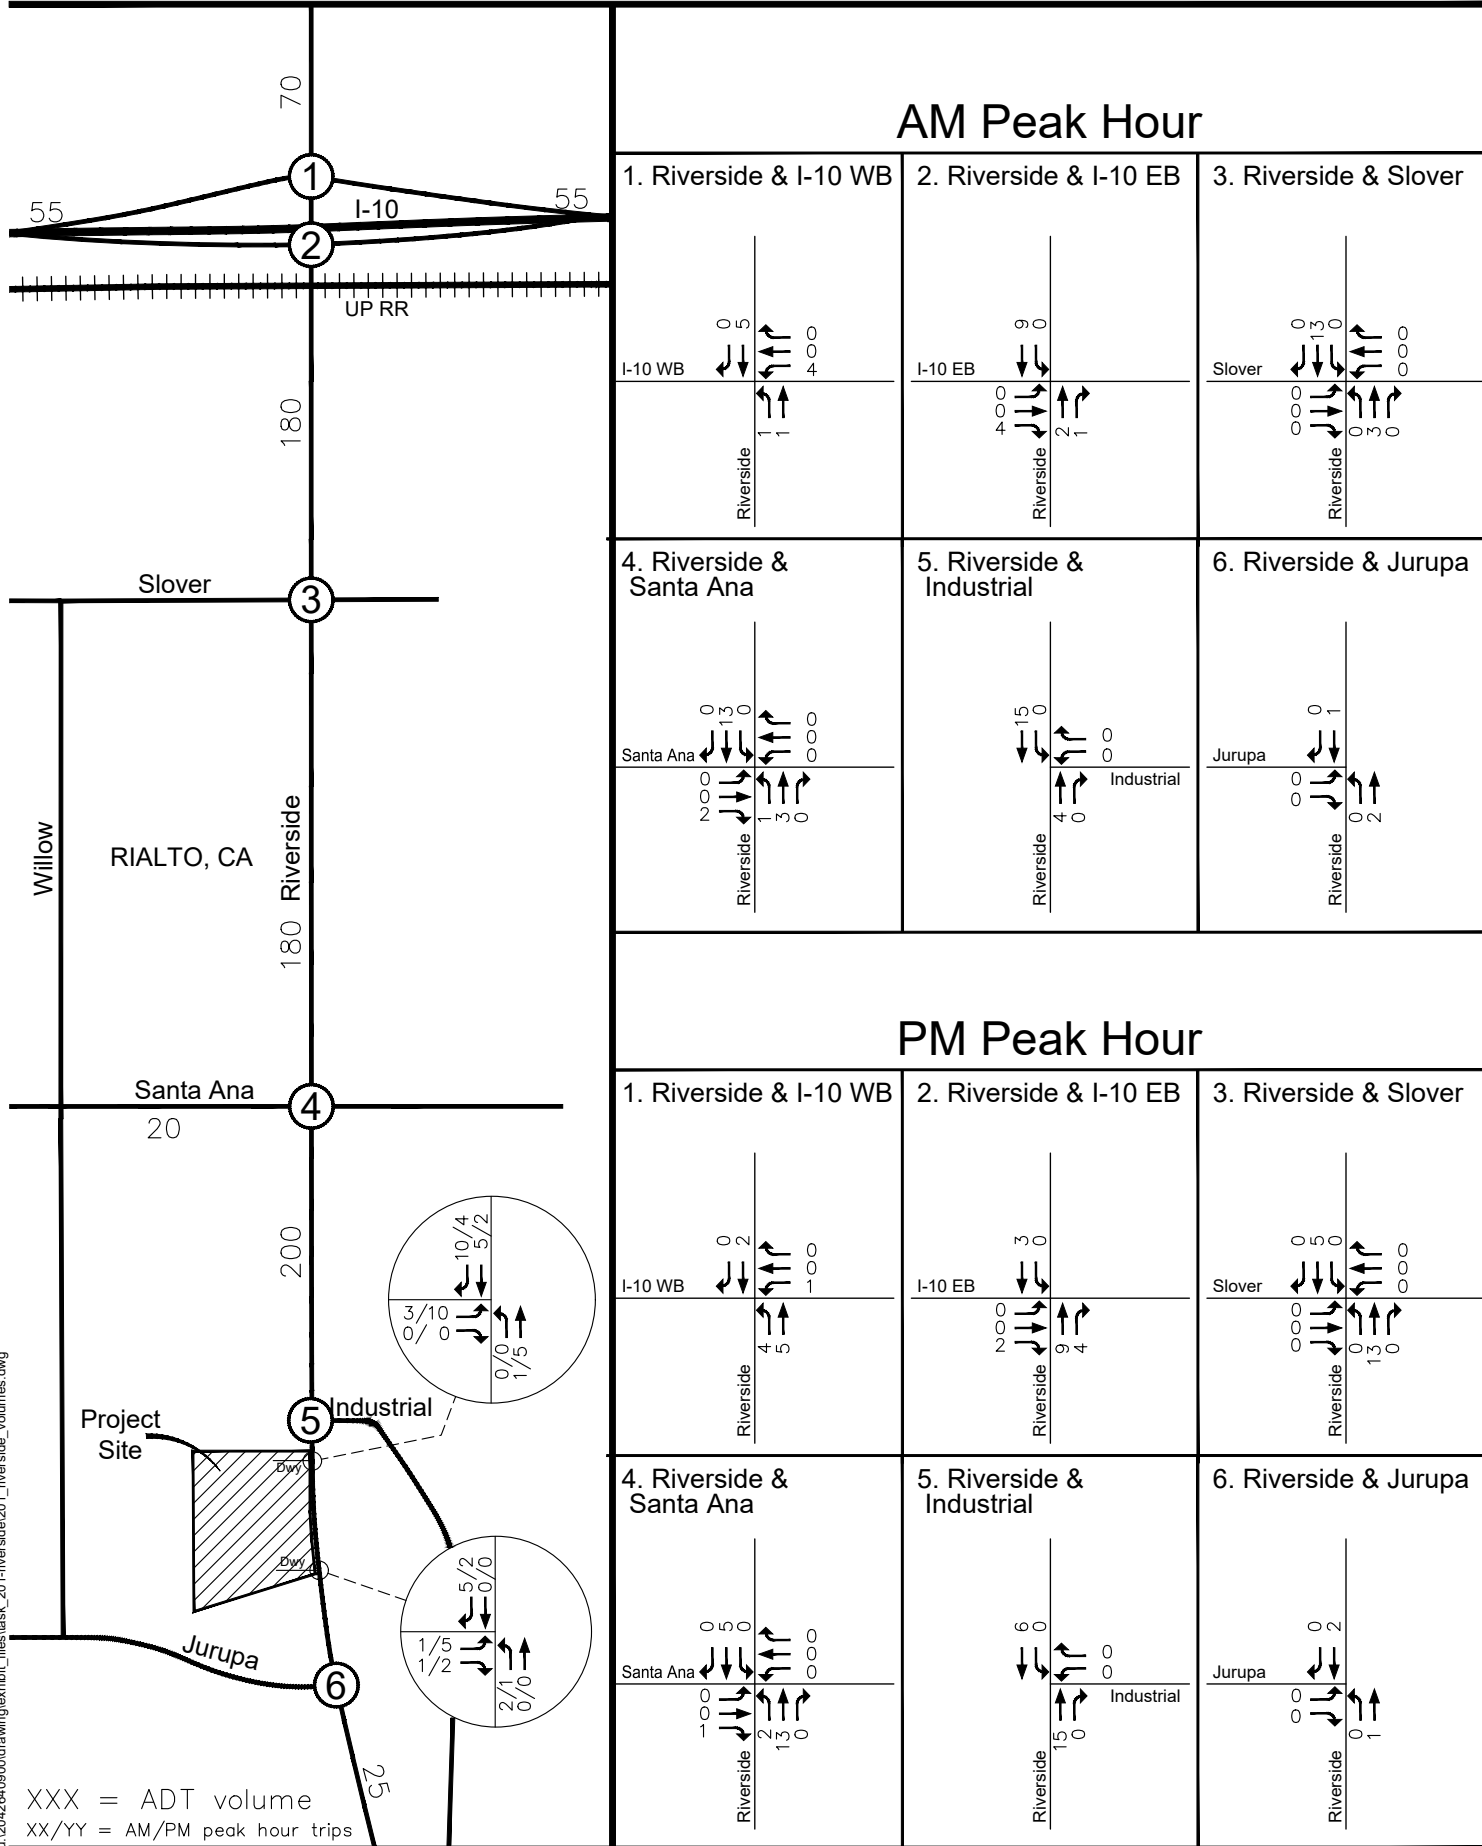 70
1
55
I-10
55
2
UP RR
180
Slover
3
Willow
RIALTO, CA
Riverside
180
Santa Ana
4
20
200
10/4
5/2
3/10
0/ 0
0/0
1/5
5
Industrial
Project
Site
Dwy
Dwy
5/2
0/0
1/5
1/2
2/1
0/0
Jurupa
6
25
XXX = ADT volume
XX/YY = AM/PM peak hour trips
AM Peak Hour
1. Riverside & I-10 WB
0 5
0
0
4
I-10 WB
1 1
Riverside
2. Riverside & I-10 EB
9 0
I-10 EB
0
0
4
2 1
Riverside
3. Riverside & Slover
0 13 0
0
0
0
Slover
0
0
0
0 3 0
Riverside
4. Riverside &
Santa Ana
0 13 0
0
0
0
Santa Ana
0
0
2
1 3 0
Riverside
5. Riverside &
Industrial
15 0
0
0
Industrial
4 0
Riverside
6. Riverside & Jurupa
0 1
Jurupa
0
0
0 2
Riverside
PM Peak Hour
1. Riverside & I-10 WB
0 2
0
0
1
I-10 WB
4 5
Riverside
2. Riverside & I-10 EB
3 0
I-10 EB
0
0
2
9 4
Riverside
3. Riverside & Slover
0 5 0
0
0
0
Slover
0
0
0
0 13 0
Riverside
4. Riverside &
Santa Ana
0 5 0
0
0
0
Santa Ana
0
0
1
2 13 0
Riverside
5. Riverside &
Industrial
6 0
0
0
Industrial
15 0
Riverside
6. Riverside & Jurupa
0 2
Jurupa
0
0
0 1
Riverside